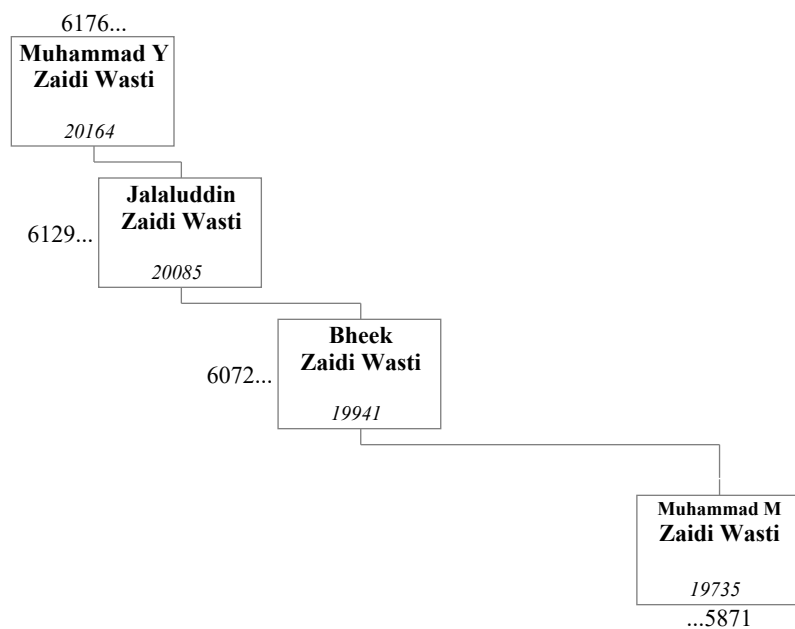 6176...
Muhammad Y
Zaidi Wasti
20164
Jalaluddin
Zaidi Wasti
6129...
20085
Bheek
Zaidi Wasti
6072...
19941
Muhammad M
Zaidi Wasti
19735
...5871